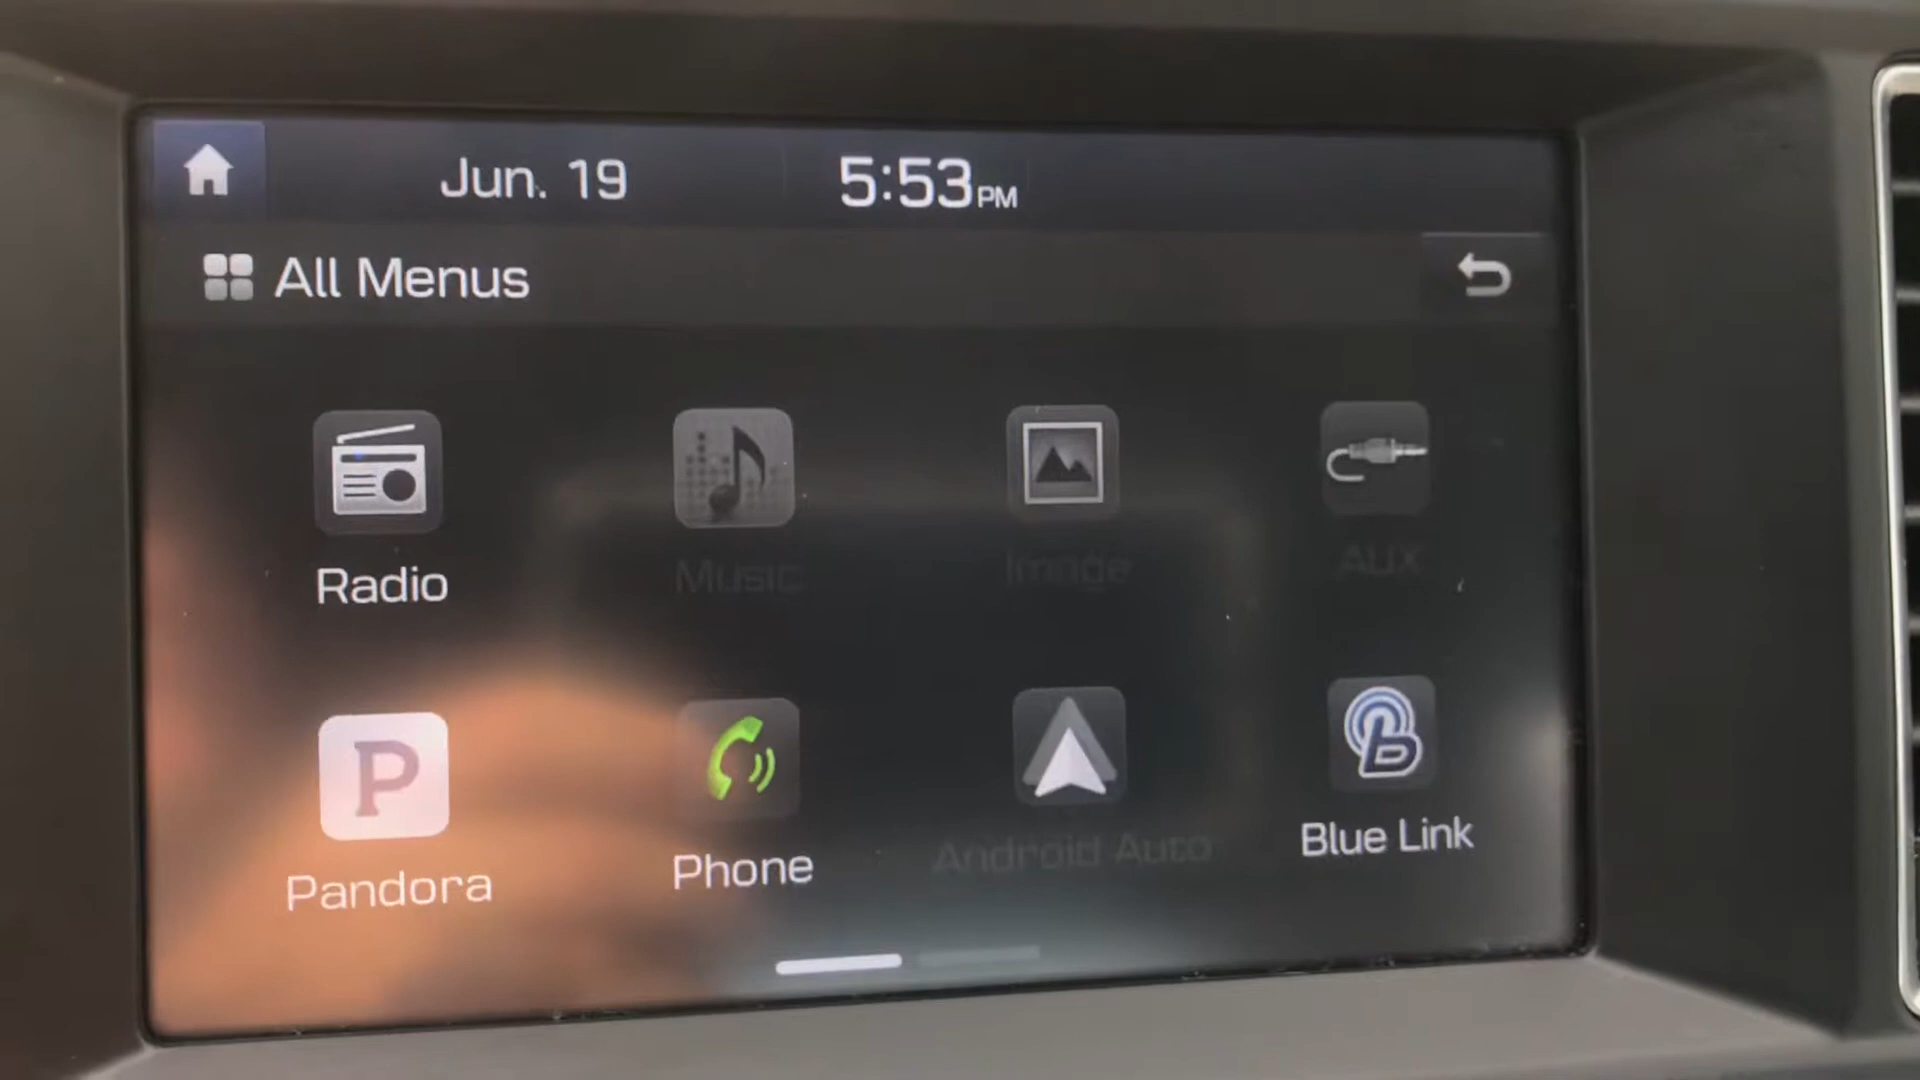 Jun. 19 5:53PM
All Menus
Radio Music Image AUX
Pandora Phone Android Auto Blue Link